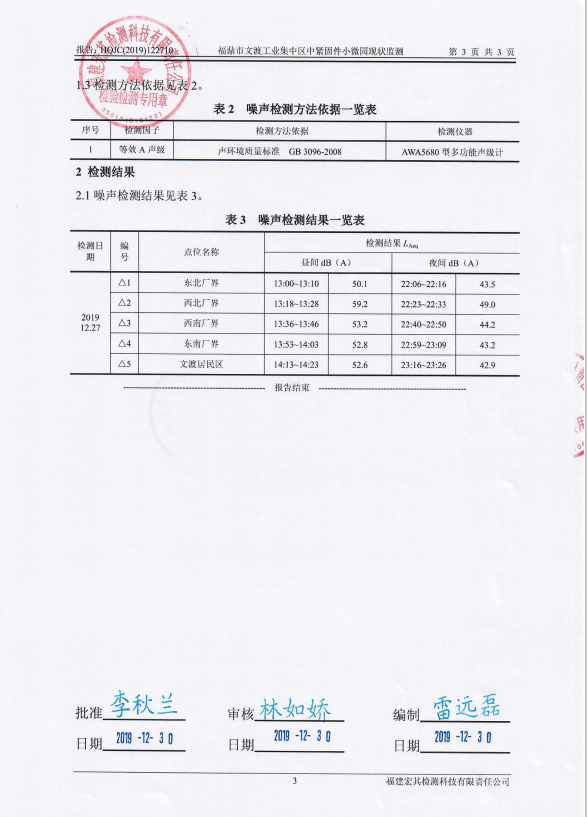 报告:HQJC(2019)122710 福鼎市文渡工业集中区中紧固件小微园现状监测 第 3 页 共 3 页
1.3 检测方法依据见表 2。
检验检测专用章
表 2 噪声检测方法依据一览表
序号 检测因子 检测方法依据 检测仪器
1 等效 A 声级 声环境质量标准 GB 3096-2008 AWA5680 型多功能声级计
2 检测结果
2.1 噪声检测结果见表 3。
表 3 噪声检测结果一览表
检测日期 编号 点位名称 检测结果 LAeq
昼间 dB(A) 夜间 dB(A)
2019 12.27
△1 东北厂界 13:00~13:10 50.1 22:06~22:16 43.5
△2 西北厂界 13:18~13:28 59.2 22:23~22:33 49.0
△3 西南厂界 13:36~13:46 53.2 22:40~22:50 44.2
△4 东南厂界 13:53~14:03 52.8 22:59~23:09 43.2
△5 文渡居民区 14:13~14:23 52.6 23:16~23:26 42.9
报告结束
批准 李秋兰 审核 林如娇 编制 雷远磊
日期 2019 -12- 3 0 日期 2019 -12- 3 0 日期 2019 -12- 3 0
3 福建宏其检测科技有限责任公司